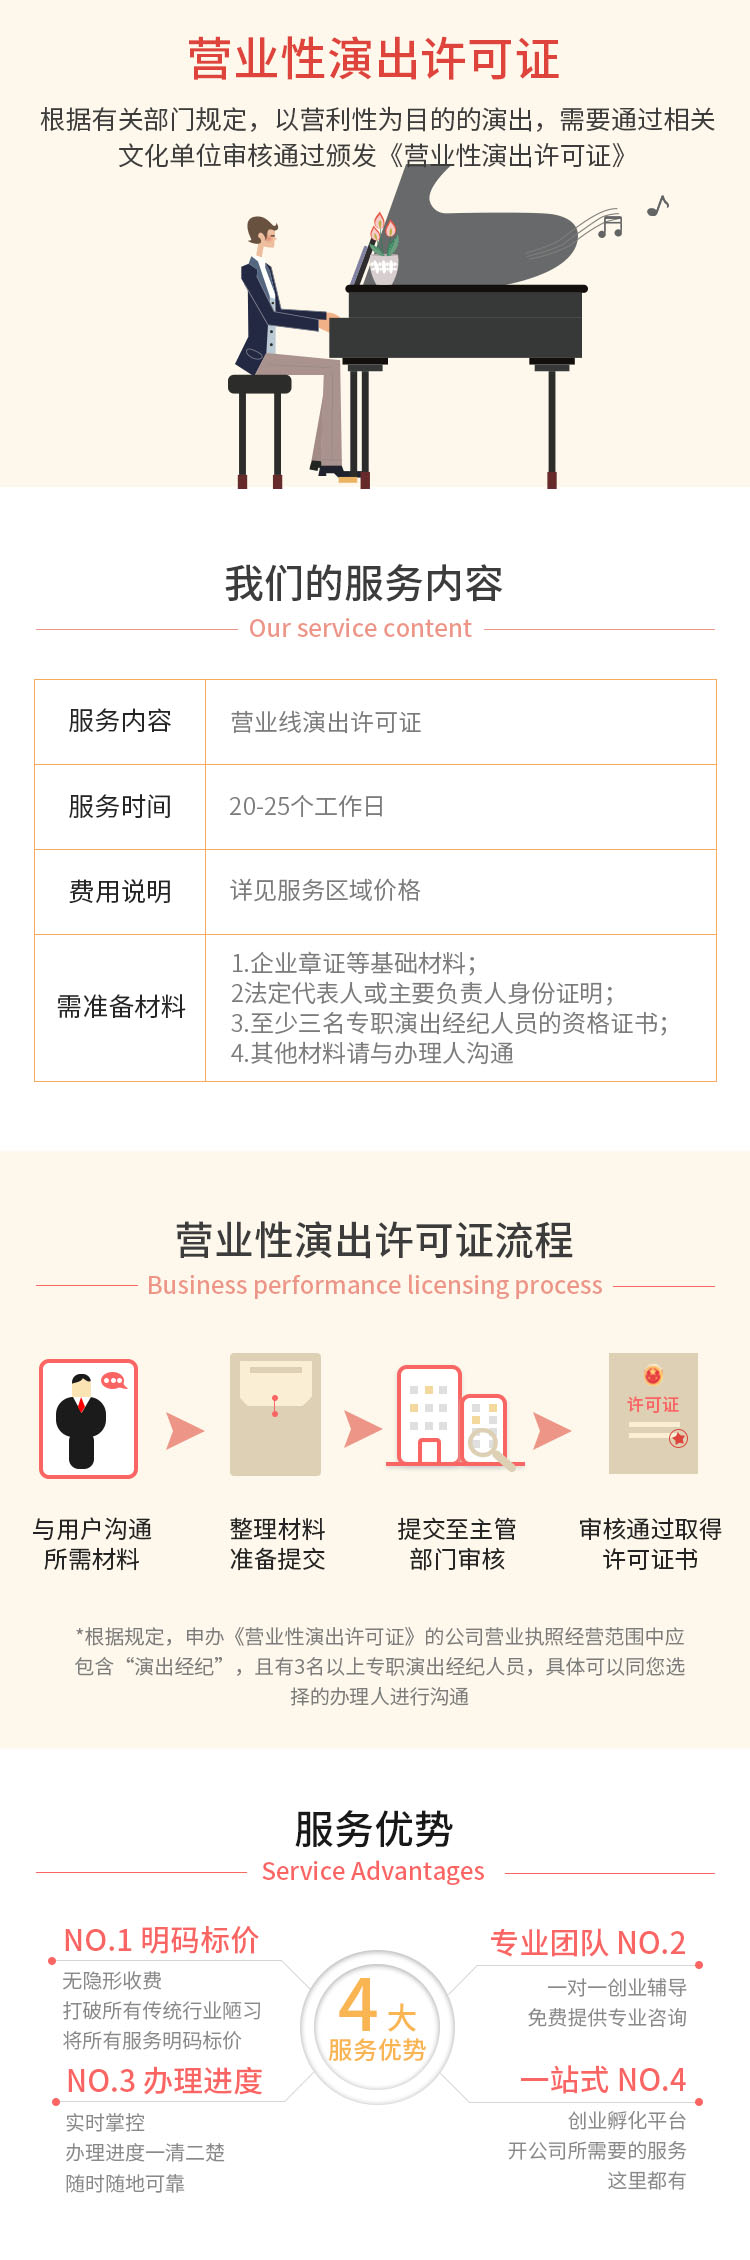 营业性演出许可证
根据有关部门规定，以营利性为目的的演出，需要通过相关
文化单位审核通过颁发《营业性演出许可证》
我们的服务内容
Our service content
服务内容
营业线演出许可证
服务时间
20-25个工作日
费用说明
详见服务区域价格
需准备材料
1.企业章证等基础材料；
2法定代表人或主要负责人身份证明；
3.至少三名专职演出经纪人员的资格证书；
4.其他材料请与办理人沟通
营业性演出许可证流程
Business performance licensing process
许可证
与用户沟通
所需材料
整理材料
准备提交
提交至主管
部门审核
审核通过取得
许可证书
*根据规定，申办《营业性演出许可证》的公司营业执照经营范围中应
包含“演出经纪”，且有3名以上专职演出经纪人员，具体可以同您选
择的办理人进行沟通
服务优势
Service Advantages
NO.1 明码标价
无隐形收费
打破所有传统行业陋习
将所有服务明码标价
专业团队 NO.2
一对一创业辅导
免费提供专业咨询
4大
服务优势
NO.3 办理进度
实时掌控
办理进度一清二楚
随时随地可靠
一站式 NO.4
创业孵化平台
开公司所需要的服务
这里都有